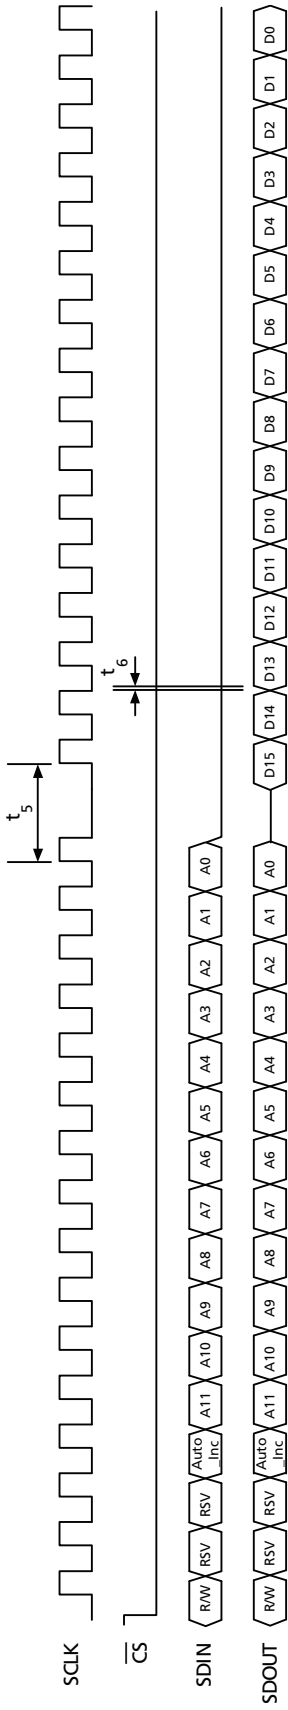 t5
SCLK
t6
CS
SDIN R/W RSV RSV Auto_Inc A11 A10 A9 A8 A7 A6 A5 A4 A3 A2 A1 A0
SDOUT R/W RSV RSV Auto_Inc A11 A10 A9 A8 A7 A6 A5 A4 A3 A2 A1 A0 D15 D14 D13 D12 D11 D10 D9 D8 D7 D6 D5 D4 D3 D2 D1 D0